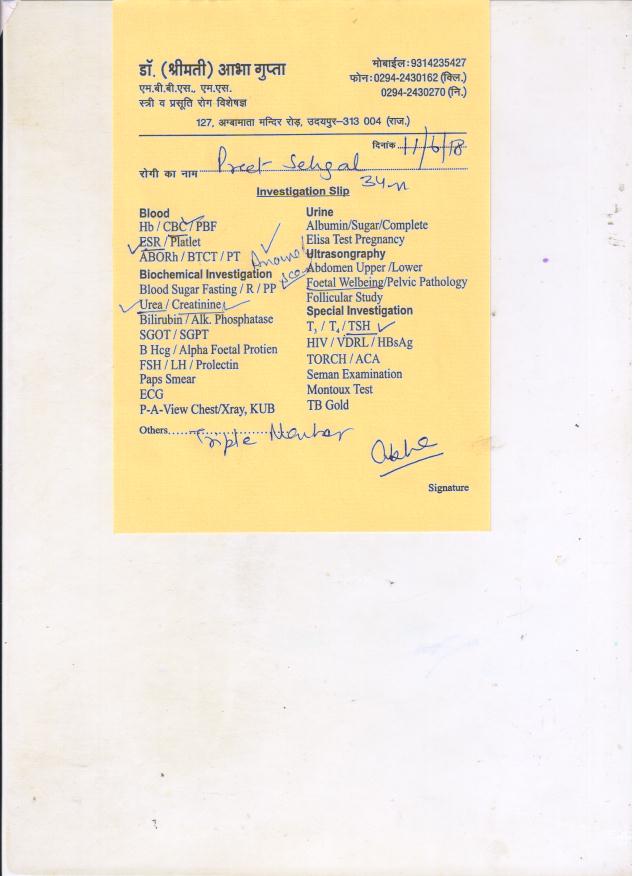 डॉ. (श्रीमती) आभा गुप्ता
एम.बी.बी.एस., एम.एस.
स्त्री व प्रसूति रोग विशेषज्ञ
मोबाईल : 9314235427
फोन : 0294-2430162 (क्लि.)
0294-2430270 (नि.)
127, अम्बामाता मन्दिर रोड़, उदयपुर–313 004 (राज.)
दिनांक 11/6/18
रोगी का नाम Preet Sehgal
Investigation Slip
Blood
Hb / CBC / PBF
ESR / Platlet
ABORh / BTCT / PT
Biochemical Investigation
Blood Sugar Fasting / R / PP
Urea / Creatinine
Bilirubin / Alk. Phosphatase
SGOT / SGPT
B Hcg / Alpha Foetal Protien
FSH / LH / Prolectin
Paps Smear
ECG
P-A-View Chest/Xray, KUB
Urine
Albumin/Sugar/Complete
Elisa Test Pregnancy
Ultrasongraphy
Abdomen Upper /Lower
Foetal Welbeing/Pelvic Pathology
Follicular Study
Special Investigation
T₃ / T₄ / TSH
HIV / VDRL / HBsAg
TORCH / ACA
Seman Examination
Montoux Test
TB Gold
Others.......... Triple Marker
Signature